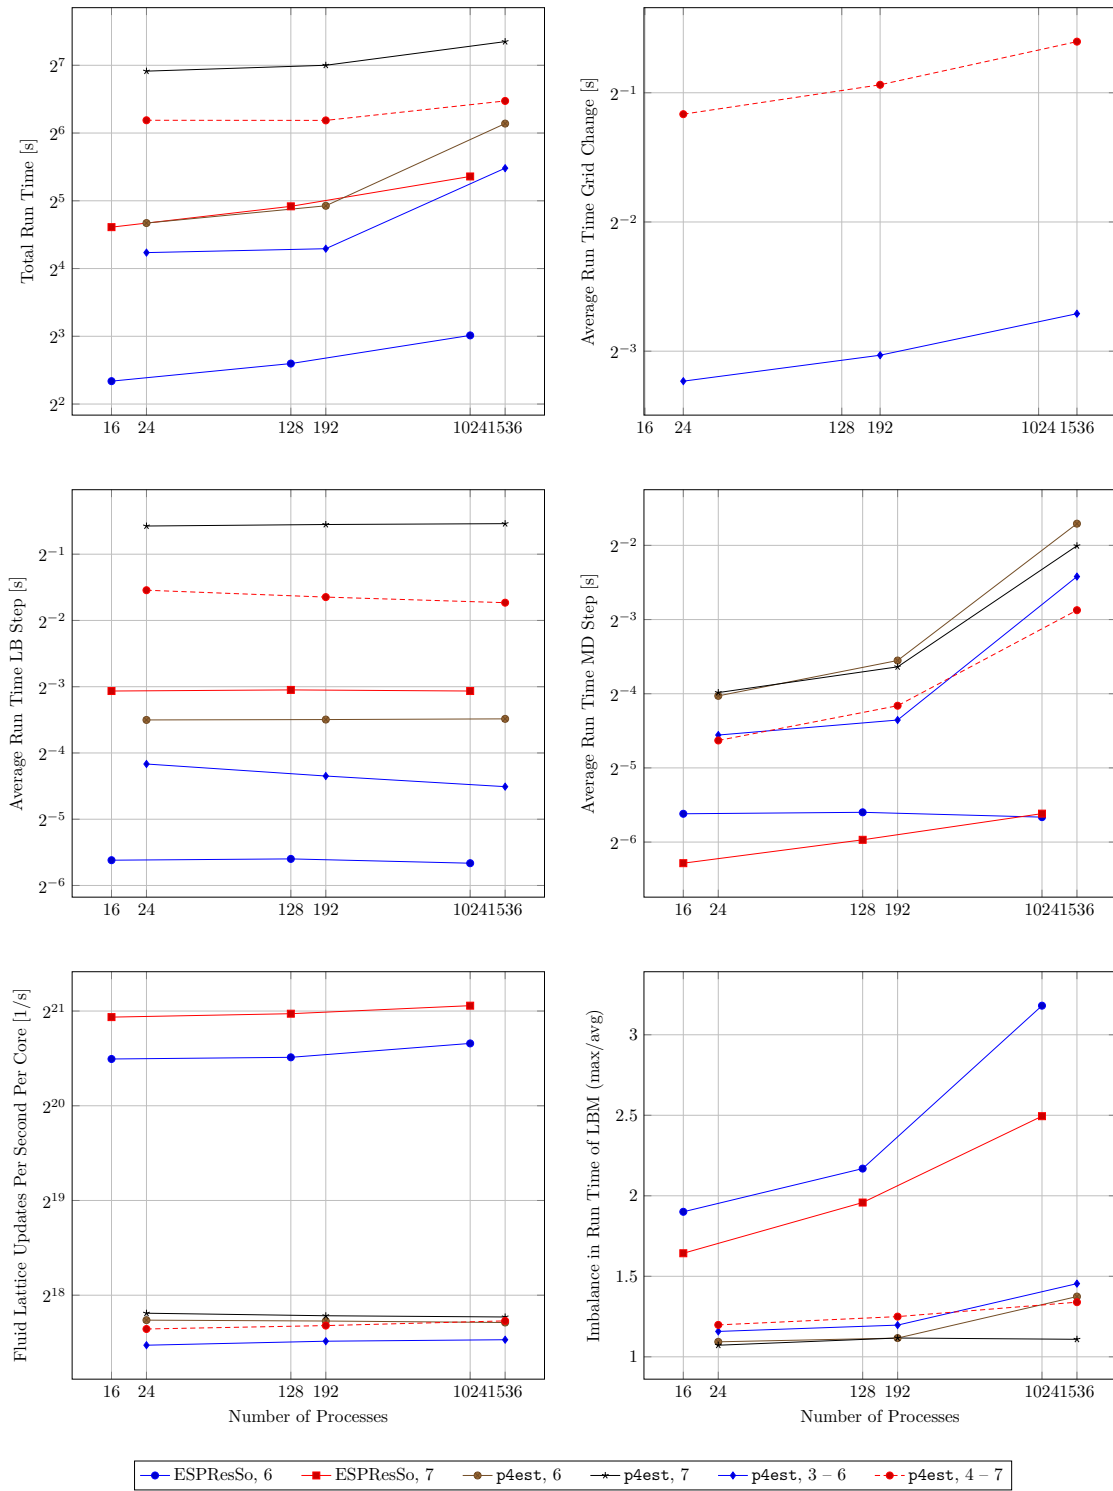 Total Run Time [s]
2^7
2^6
2^5
2^4
2^3
2^2
16 24 128 192 1024 1536
Average Run Time Grid Change [s]
2^−1
2^−2
2^−3
16 24 128 192 1024 1536
Average Run Time LB Step [s]
2^−1
2^−2
2^−3
2^−4
2^−5
2^−6
16 24 128 192 1024 1536
Average Run Time MD Step [s]
2^−2
2^−3
2^−4
2^−5
2^−6
16 24 128 192 1024 1536
Fluid Lattice Updates Per Second Per Core [1/s]
2^21
2^20
2^19
2^18
16 24 128 192 1024 1536
Number of Processes
Imbalance in Run Time of LBM (max/avg)
3
2.5
2
1.5
1
16 24 128 192 1024 1536
Number of Processes
ESPResSo, 6 ESPResSo, 7 p4est, 6 p4est, 7 p4est, 3 – 6 p4est, 4 – 7